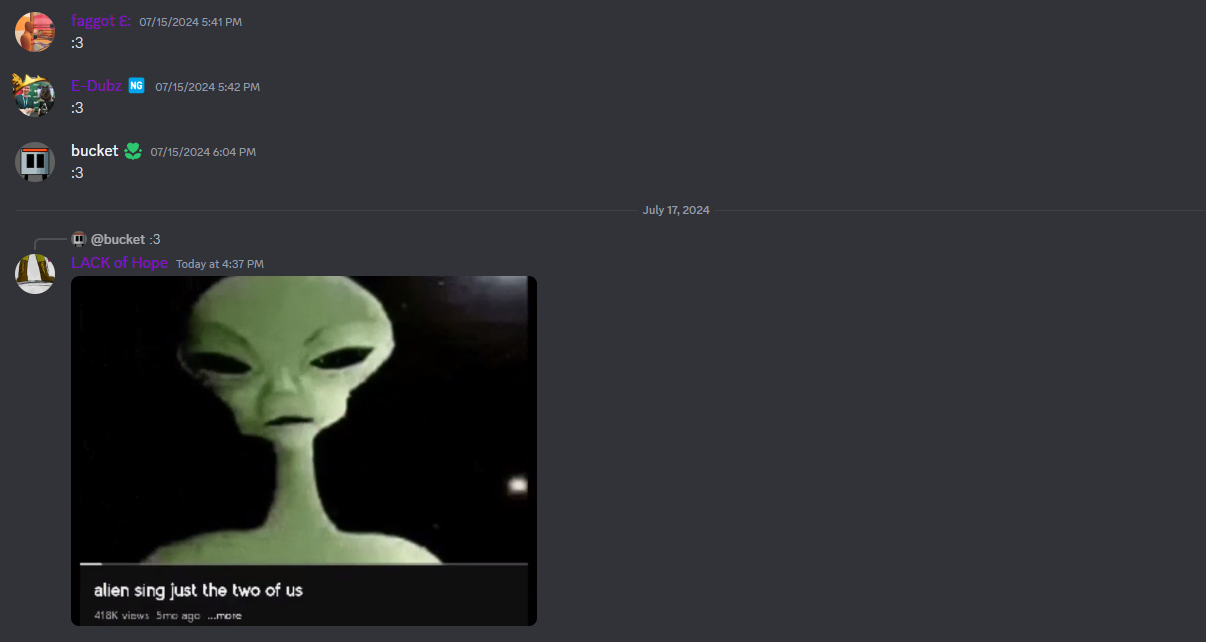 faggot E: 07/15/2024 5:41 PM
:3
E-Dubz NG 07/15/2024 5:42 PM
:3
bucket 07/15/2024 6:04 PM
:3
July 17, 2024
@bucket :3
LACK of Hope Today at 4:37 PM
alien sing just the two of us
418K views 5mo ago ...more